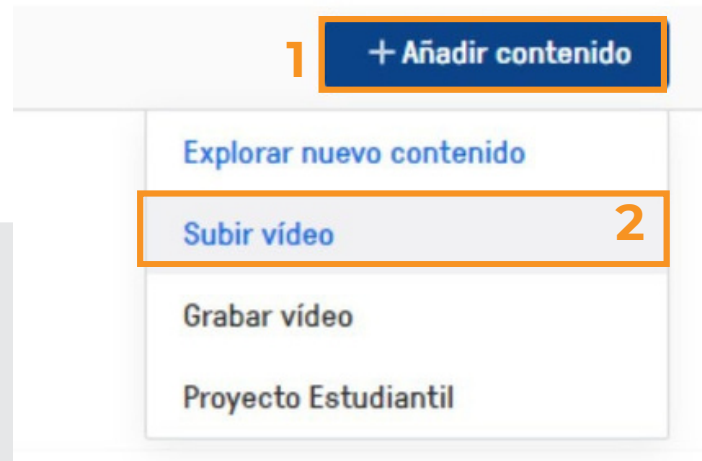 1 + Añadir contenido
Explorar nuevo contenido
Subir vídeo 2
Grabar vídeo
Proyecto Estudiantil